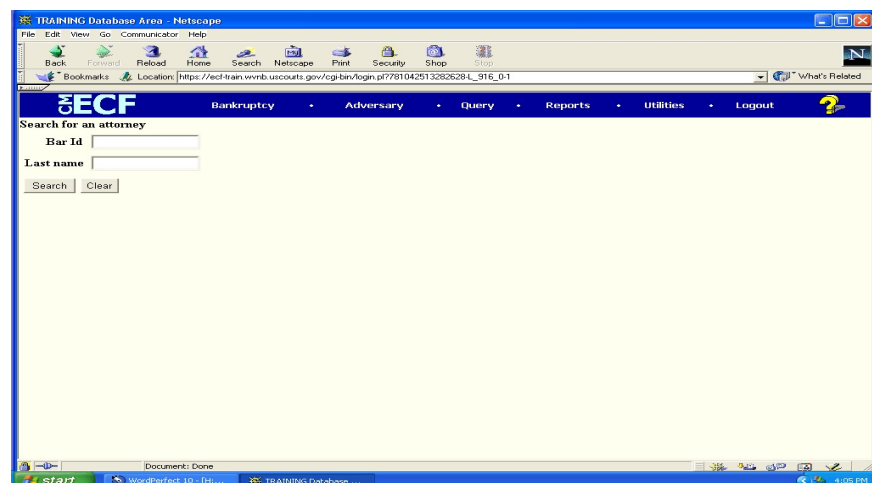 TRAINING Database Area - Netscape
File Edit View Go Communicator Help
Back Forward Reload Home Search Netscape Print Security Shop Stop
Bookmarks Location: https://ecf-train.wvnb.uscourts.gov/cgi-bin/login.pl?781042513282628-L_916_0-1 What's Related
CM ECF Bankruptcy • Adversary • Query • Reports • Utilities • Logout ?
Search for an attorney
Bar Id
Last name
Search Clear
Document: Done
start WordPerfect 10 - [H:... TRAINING Database ... 4:05 PM